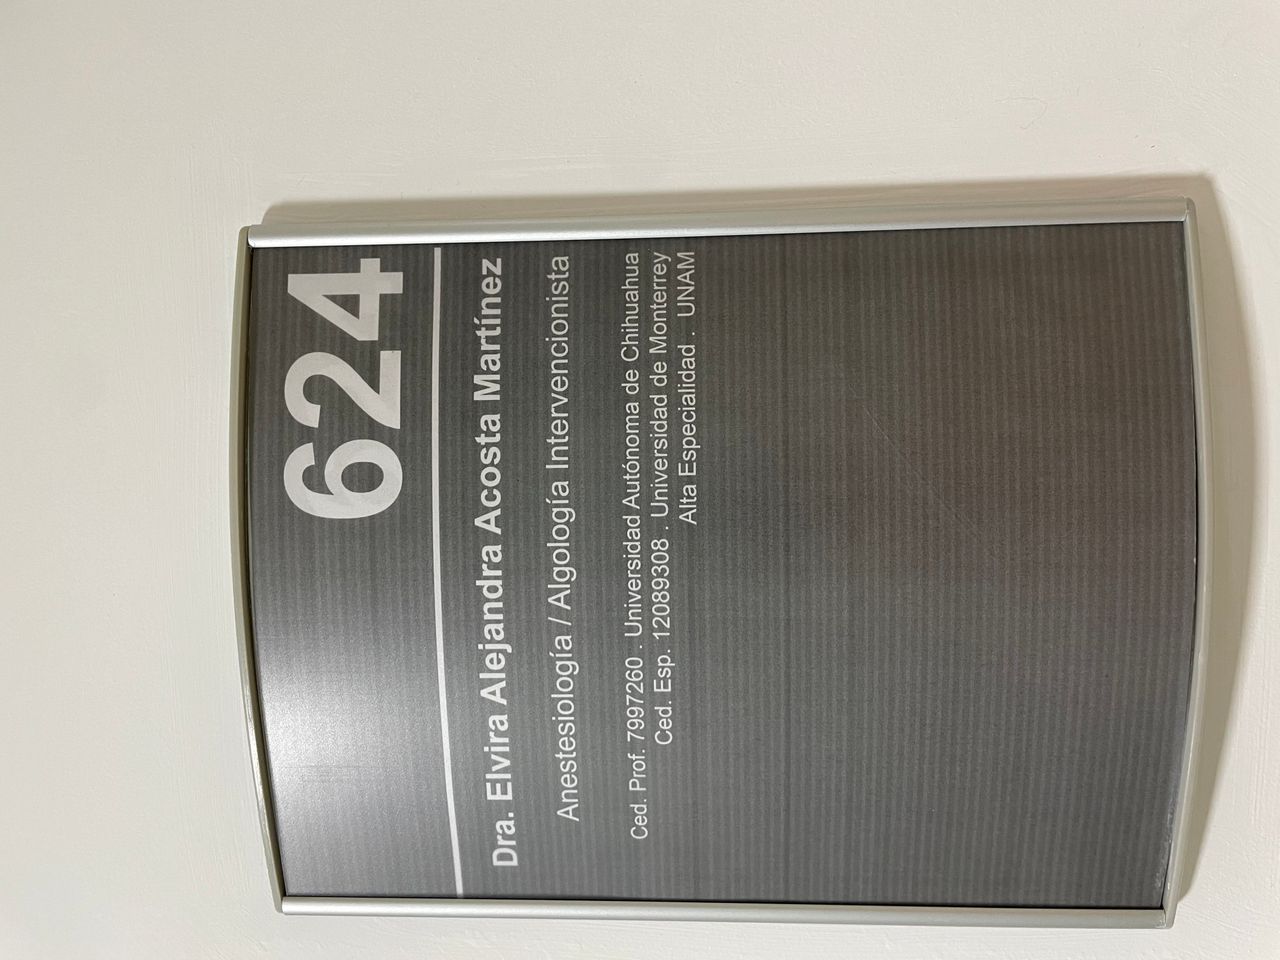 624
Dra. Elvira Alejandra Acosta Martínez
Anestesiología / Algología Intervencionista
Ced. Prof. 7997260 . Universidad Autónoma de Chihuahua
Ced. Esp. 12089308 . Universidad de Monterrey
Alta Especialidad . UNAM